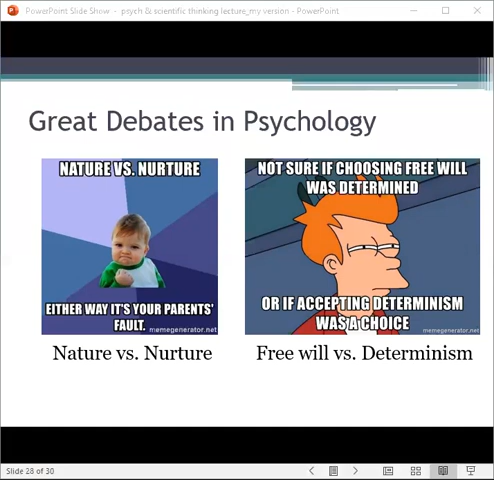 PowerPoint Slide Show - psych & scientific thinking lecture_my version - PowerPoint
Great Debates in Psychology
NATURE VS. NURTURE
EITHER WAY IT'S YOUR PARENTS'
FAULT.
memegenerator.net
Nature vs. Nurture
NOT SURE IF CHOOSING FREE WILL
WAS DETERMINED
OR IF ACCEPTING DETERMINISM
WAS A CHOICE
memegenerator.net
Free will vs. Determinism
Slide 28 of 30